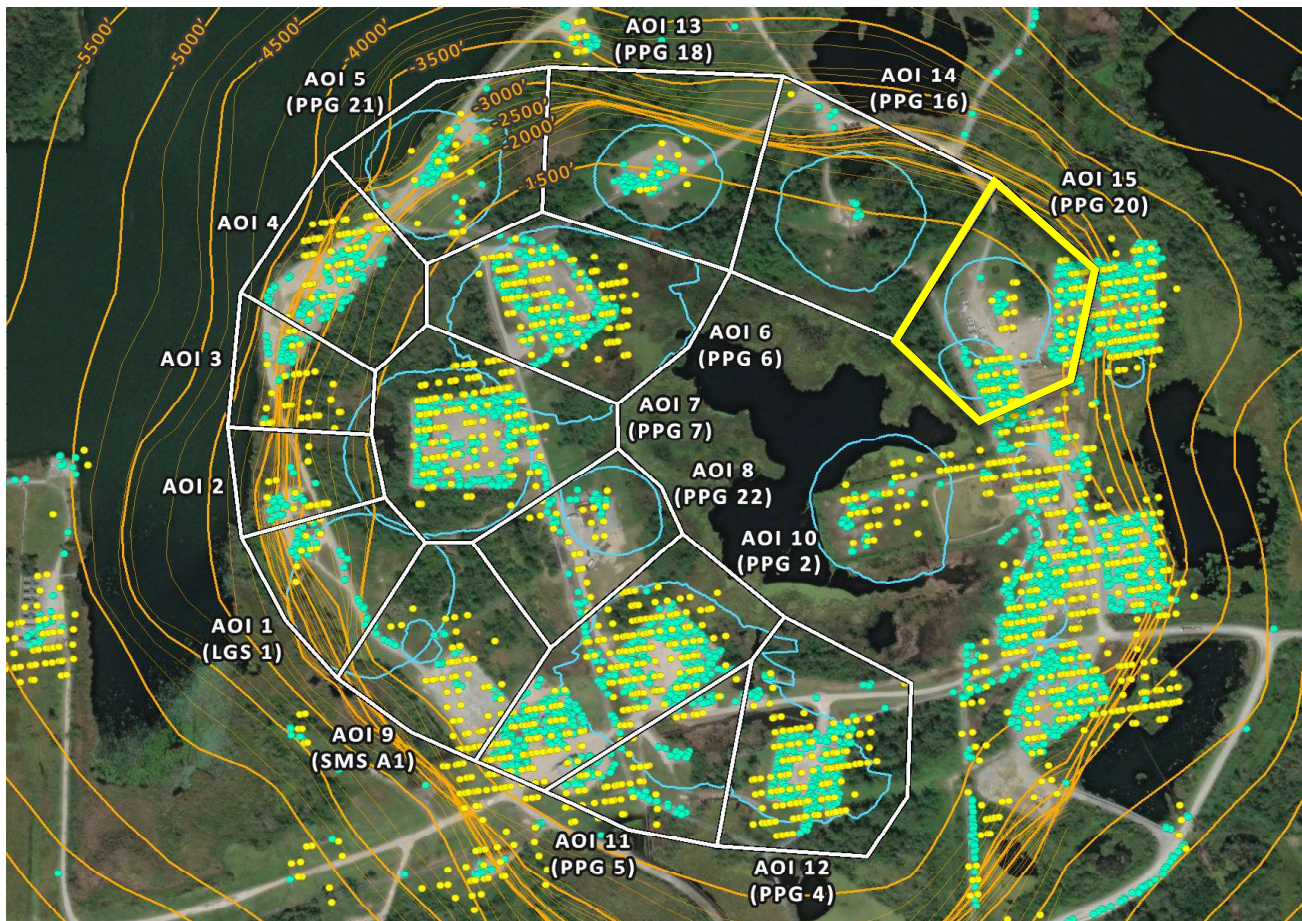 -5500'
-5000'
-4500'
-4000'
-3500'
-3000'
-2500'
-2000'
-1500'
AOI 13
(PPG 18)
AOI 5
(PPG 21)
AOI 14
(PPG 16)
AOI 15
(PPG 20)
AOI 4
AOI 3
AOI 6
(PPG 6)
AOI 7
(PPG 7)
AOI 8
(PPG 22)
AOI 2
AOI 10
(PPG 2)
AOI 1
(LGS 1)
AOI 9
(SMS A1)
AOI 11
(PPG 5)
AOI 12
(PPG 4)